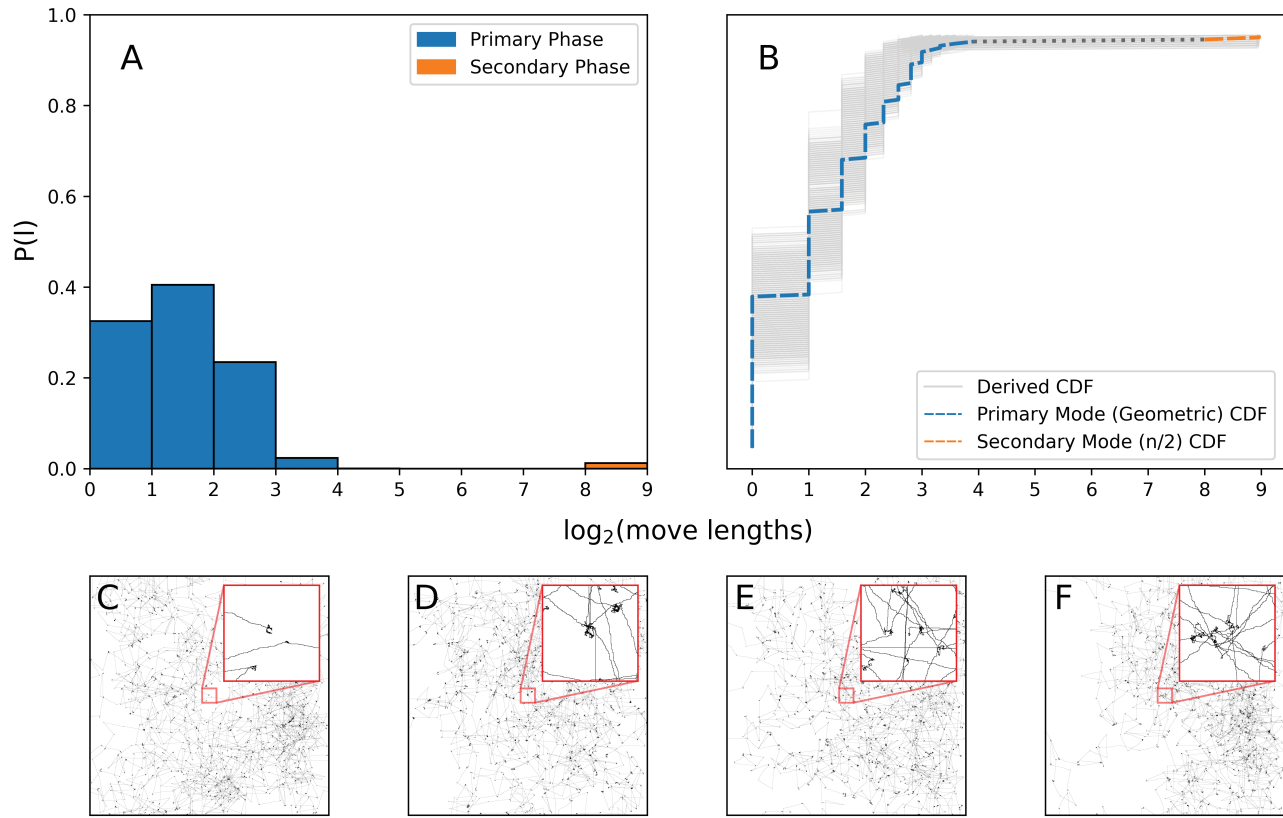 1.0
0.8
0.6
0.4
0.2
0.0
P(l)
A
Primary Phase
Secondary Phase
0 1 2 3 4 5 6 7 8 9
B
Derived CDF
Primary Mode (Geometric) CDF
Secondary Mode (n/2) CDF
0 1 2 3 4 5 6 7 8 9
log₂(move lengths)
C
D
E
F